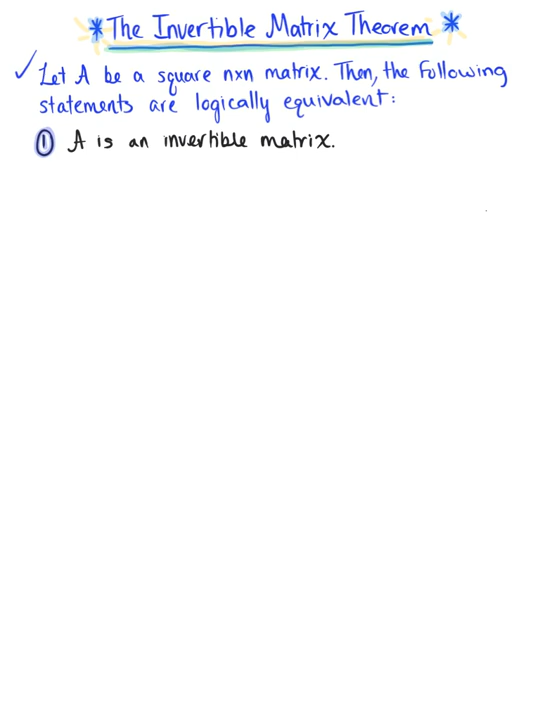 * The Invertible Matrix Theorem *
✓ Let A be a square n×n matrix. Then, the following
statements are logically equivalent:
① A is an invertible matrix.